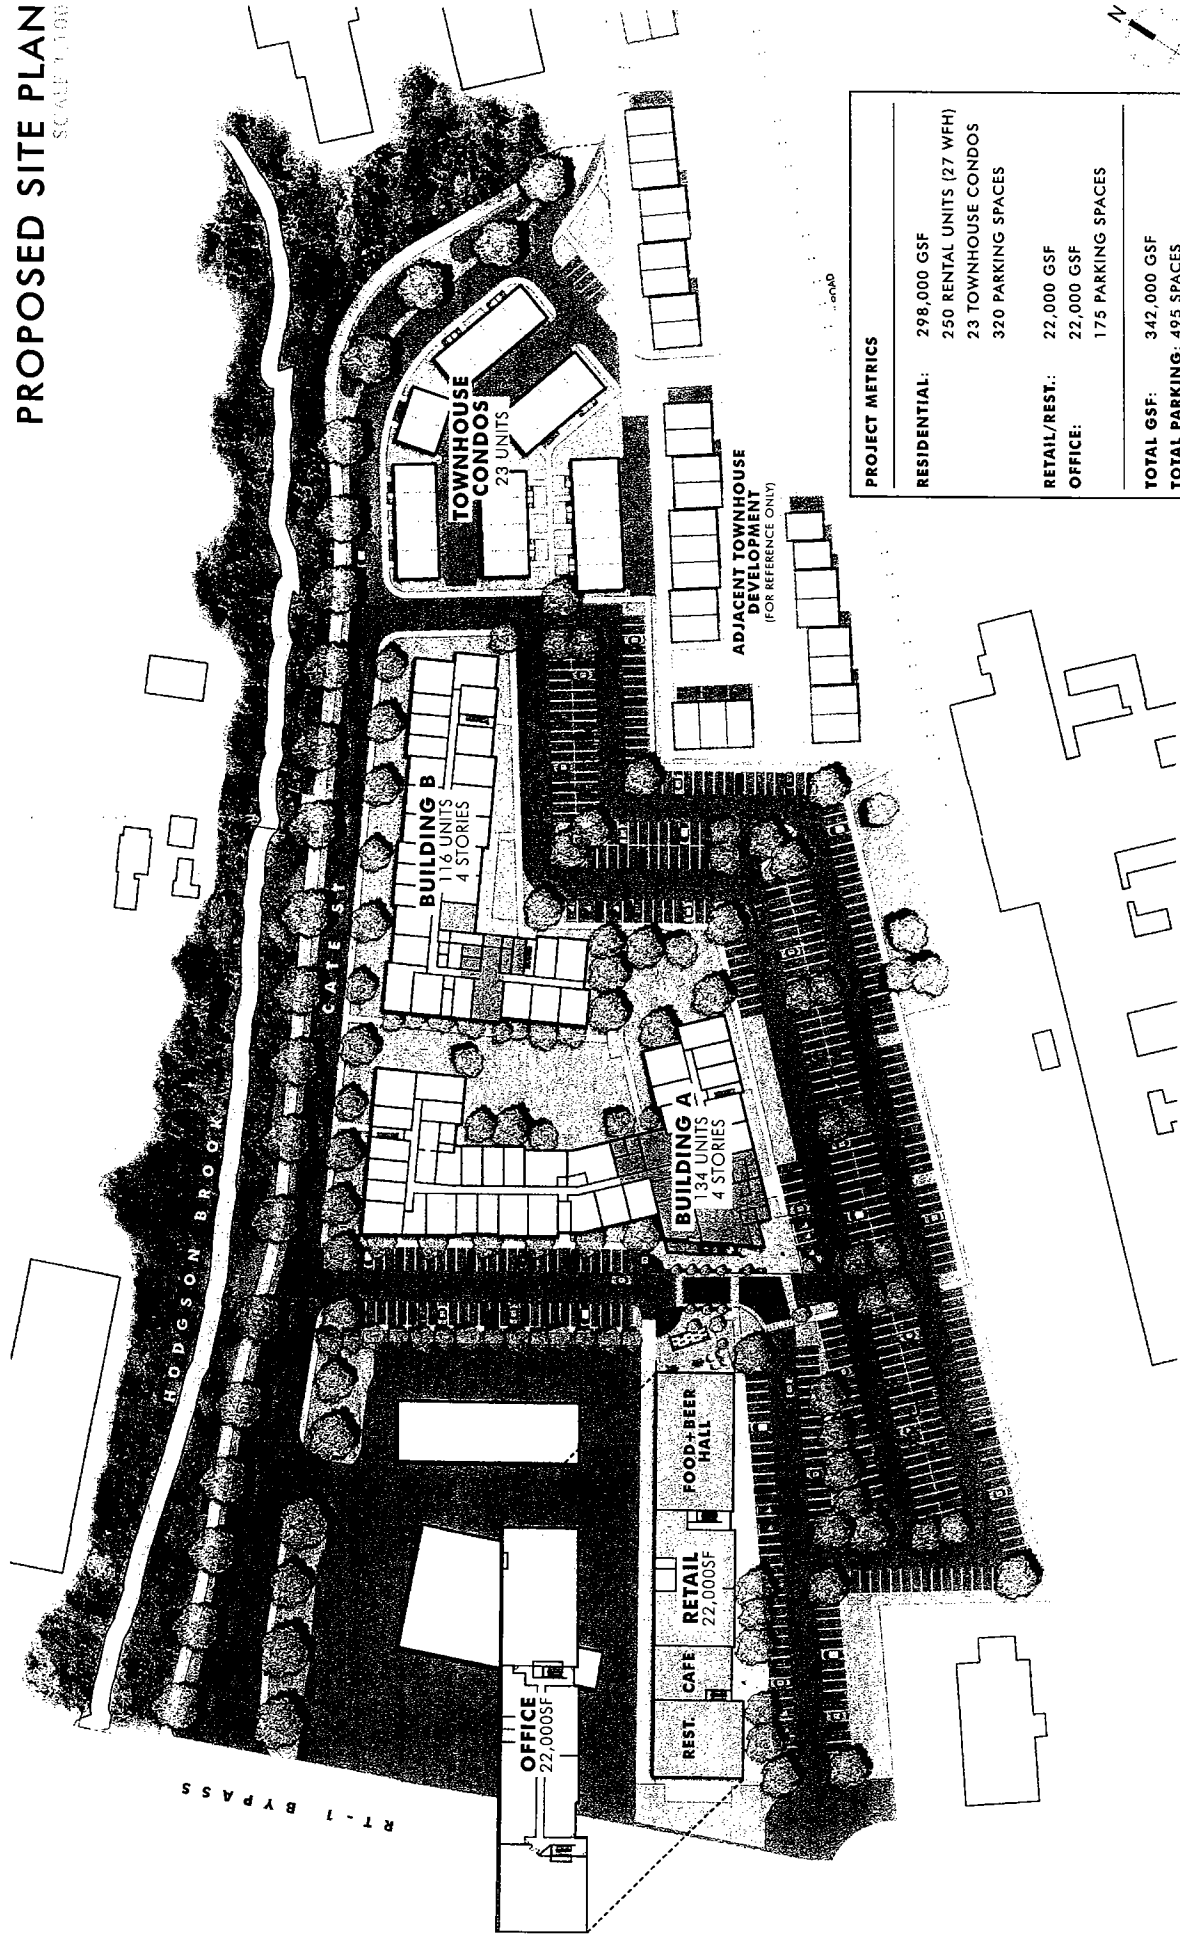 PROPOSED SITE PLAN
N
HODGSON BROOK
CATE ST
RT-1 BYPASS
TOWNHOUSE
CONDOS
23 UNITS
BUILDING B
116 UNITS
4 STORIES
BUILDING A
134 UNITS
4 STORIES
ADJACENT TOWNHOUSE
DEVELOPMENT
(FOR REFERENCE ONLY)
ROAD
OFFICE
22,000SF
REST.
CAFE
RETAIL
22,000SF
FOOD+BEER
HALL
PROJECT METRICS
RESIDENTIAL: 298,000 GSF
250 RENTAL UNITS (27 WFH)
23 TOWNHOUSE CONDOS
320 PARKING SPACES
RETAIL/REST.: 22,000 GSF
OFFICE: 22,000 GSF
175 PARKING SPACES
TOTAL GSF: 342,000 GSF
TOTAL PARKING: 495 SPACES